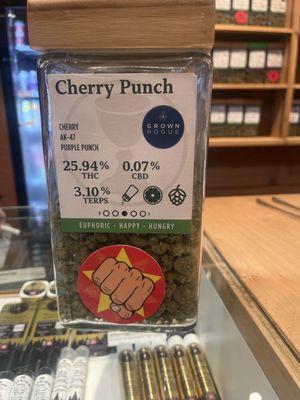 Cherry Punch
CHERRY
AK-47
PURPLE PUNCH
GROWN
ROGUE
25.94% 0.07%
THC CBD
3.10%
TERPS
EUPHORIC - HAPPY - HUNGRY